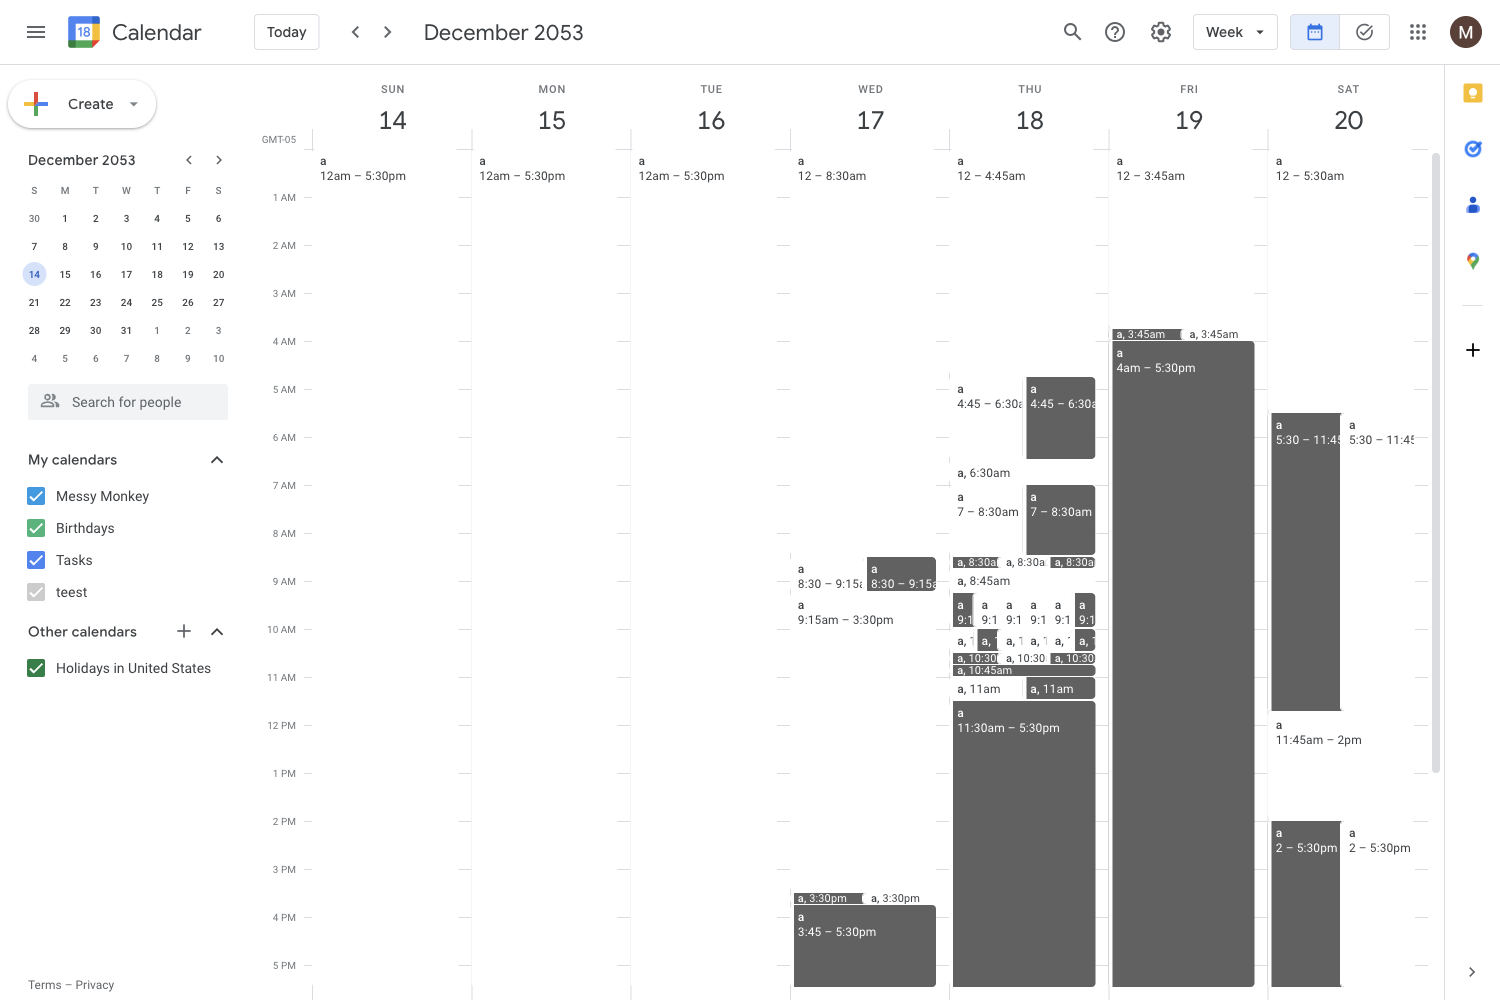 18 Calendar Today December 2053 Week M
Create
December 2053
S M T W T F S
30 1 2 3 4 5 6
7 8 9 10 11 12 13
14 15 16 17 18 19 20
21 22 23 24 25 26 27
28 29 30 31 1 2 3
4 5 6 7 8 9 10
Search for people
My calendars
Messy Monkey
Birthdays
Tasks
teest
Other calendars
Holidays in United States
Terms – Privacy
GMT-05
1 AM
2 AM
3 AM
4 AM
5 AM
6 AM
7 AM
8 AM
9 AM
10 AM
11 AM
12 PM
1 PM
2 PM
3 PM
4 PM
5 PM
SUN
14
a
12am – 5:30pm
MON
15
a
12am – 5:30pm
TUE
16
a
12am – 5:30pm
WED
17
a
12 – 8:30am
a
8:30 – 9:15a
a
8:30 – 9:15a
a
9:15am – 3:30pm
a, 3:30pm
a, 3:30pm
a
3:45 – 5:30pm
THU
18
a
12 – 4:45am
a
4:45 – 6:30a
a
4:45 – 6:30a
a, 6:30am
a
7 – 8:30am
a
7 – 8:30am
a, 8:30a
a, 8:30a
a, 8:30a
a, 8:45am
a
9:1
a
9:1
a
9:1
a
9:1
a
9:1
a
9:1
a, 1
a, 1
a, 1
a, 1
a, 1
a, 1
a, 10:30
a, 10:30
a, 10:30
a, 10:45am
a, 11am
a, 11am
a
11:30am – 5:30pm
FRI
19
a
12 – 3:45am
a, 3:45am
a, 3:45am
a
4am – 5:30pm
SAT
20
a
12 – 5:30am
a
5:30 – 11:45
a
5:30 – 11:45
a
11:45am – 2pm
a
2 – 5:30pm
a
2 – 5:30pm